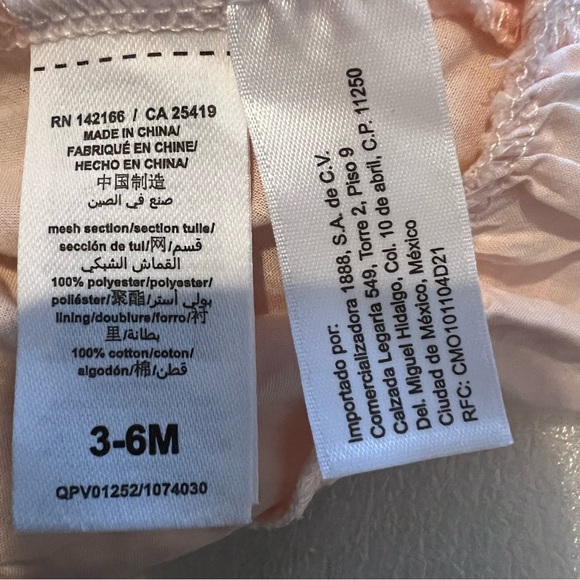 RN 142166 / CA 25419
MADE IN CHINA/
FABRIQUÉ EN CHINE/
HECHO EN CHINA/
中国制造
صنع في الصين
mesh section/section tulle/
sección de tul/网/قسم
القماش الشبكي
100% polyester/polyester/
poliéster/聚酯/بولي أستر
lining/doublure/forro/衬
里/بطانة
100% cotton/coton/
algodón/棉/قطن
3-6M
QPV01252/1074030
Importado por:
Comercializadora 1888, S.A. de C.V.
Calzada Legaria 549, Torre 2, Piso 9
Col. 10 de abril, C.P. 11250
Del. Miguel Hidalgo,
Ciudad de México, México
RFC: CMO101104D21